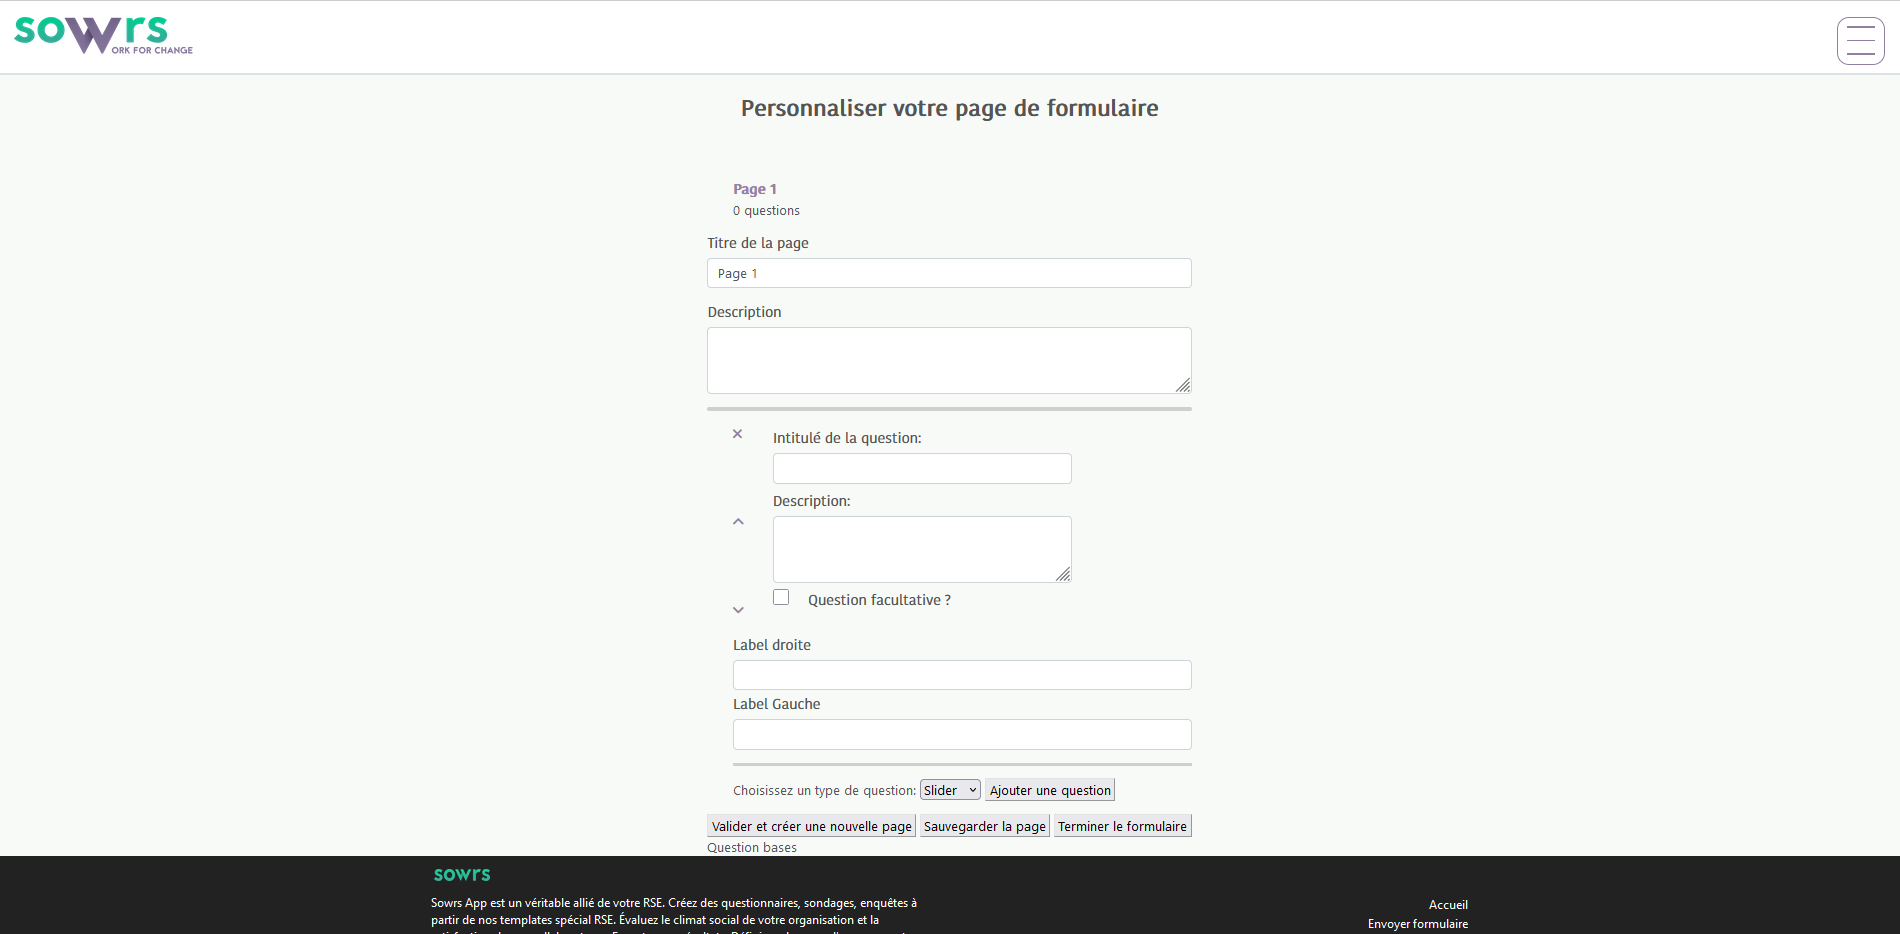 sowrs
ORK FOR CHANGE
Personnaliser votre page de formulaire
Page 1
0 questions
Titre de la page
Page 1
Description
Intitulé de la question:
Description:
Question facultative ?
Label droite
Label Gauche
Choisissez un type de question: Slider Ajouter une question
Valider et créer une nouvelle page Sauvegarder la page Terminer le formulaire
Question bases
sowrs
Sowrs App est un véritable allié de votre RSE. Créez des questionnaires, sondages, enquêtes à
partir de nos templates spécial RSE. Évaluez le climat social de votre organisation et la
Accueil
Envoyer formulaire